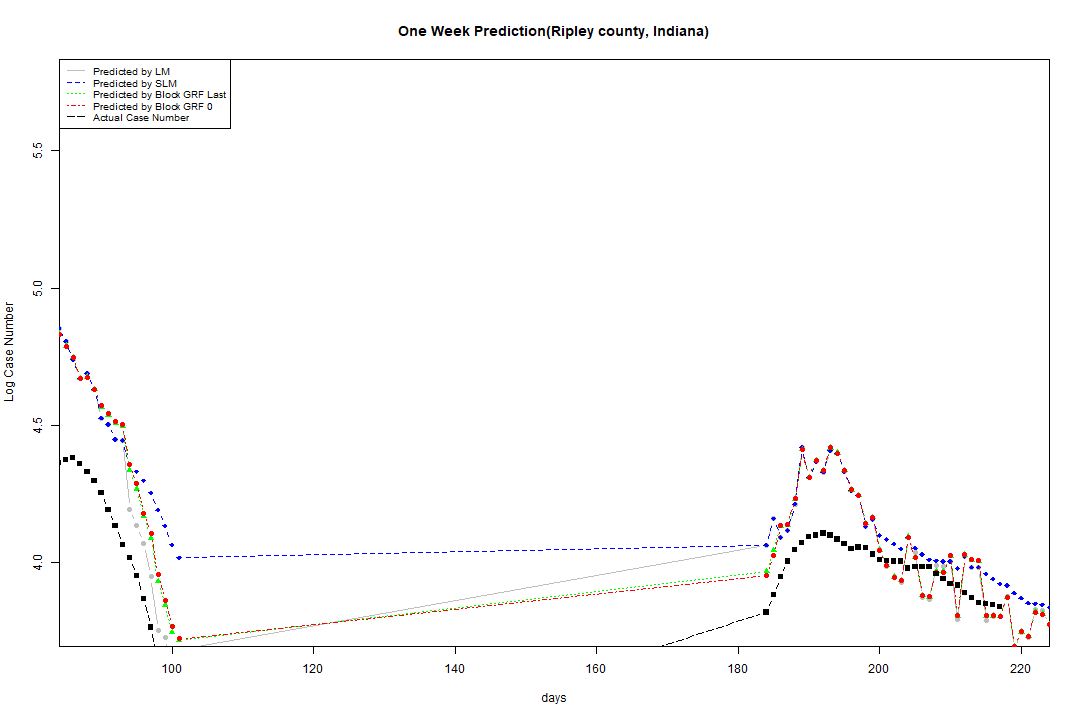 One Week Prediction(Ripley county, Indiana)
Predicted by LM
Predicted by SLM
Predicted by Block GRF Last
Predicted by Block GRF 0
Actual Case Number
5.5
5.0
4.5
4.0
Log Case Number
100 120 140 160 180 200 220
days